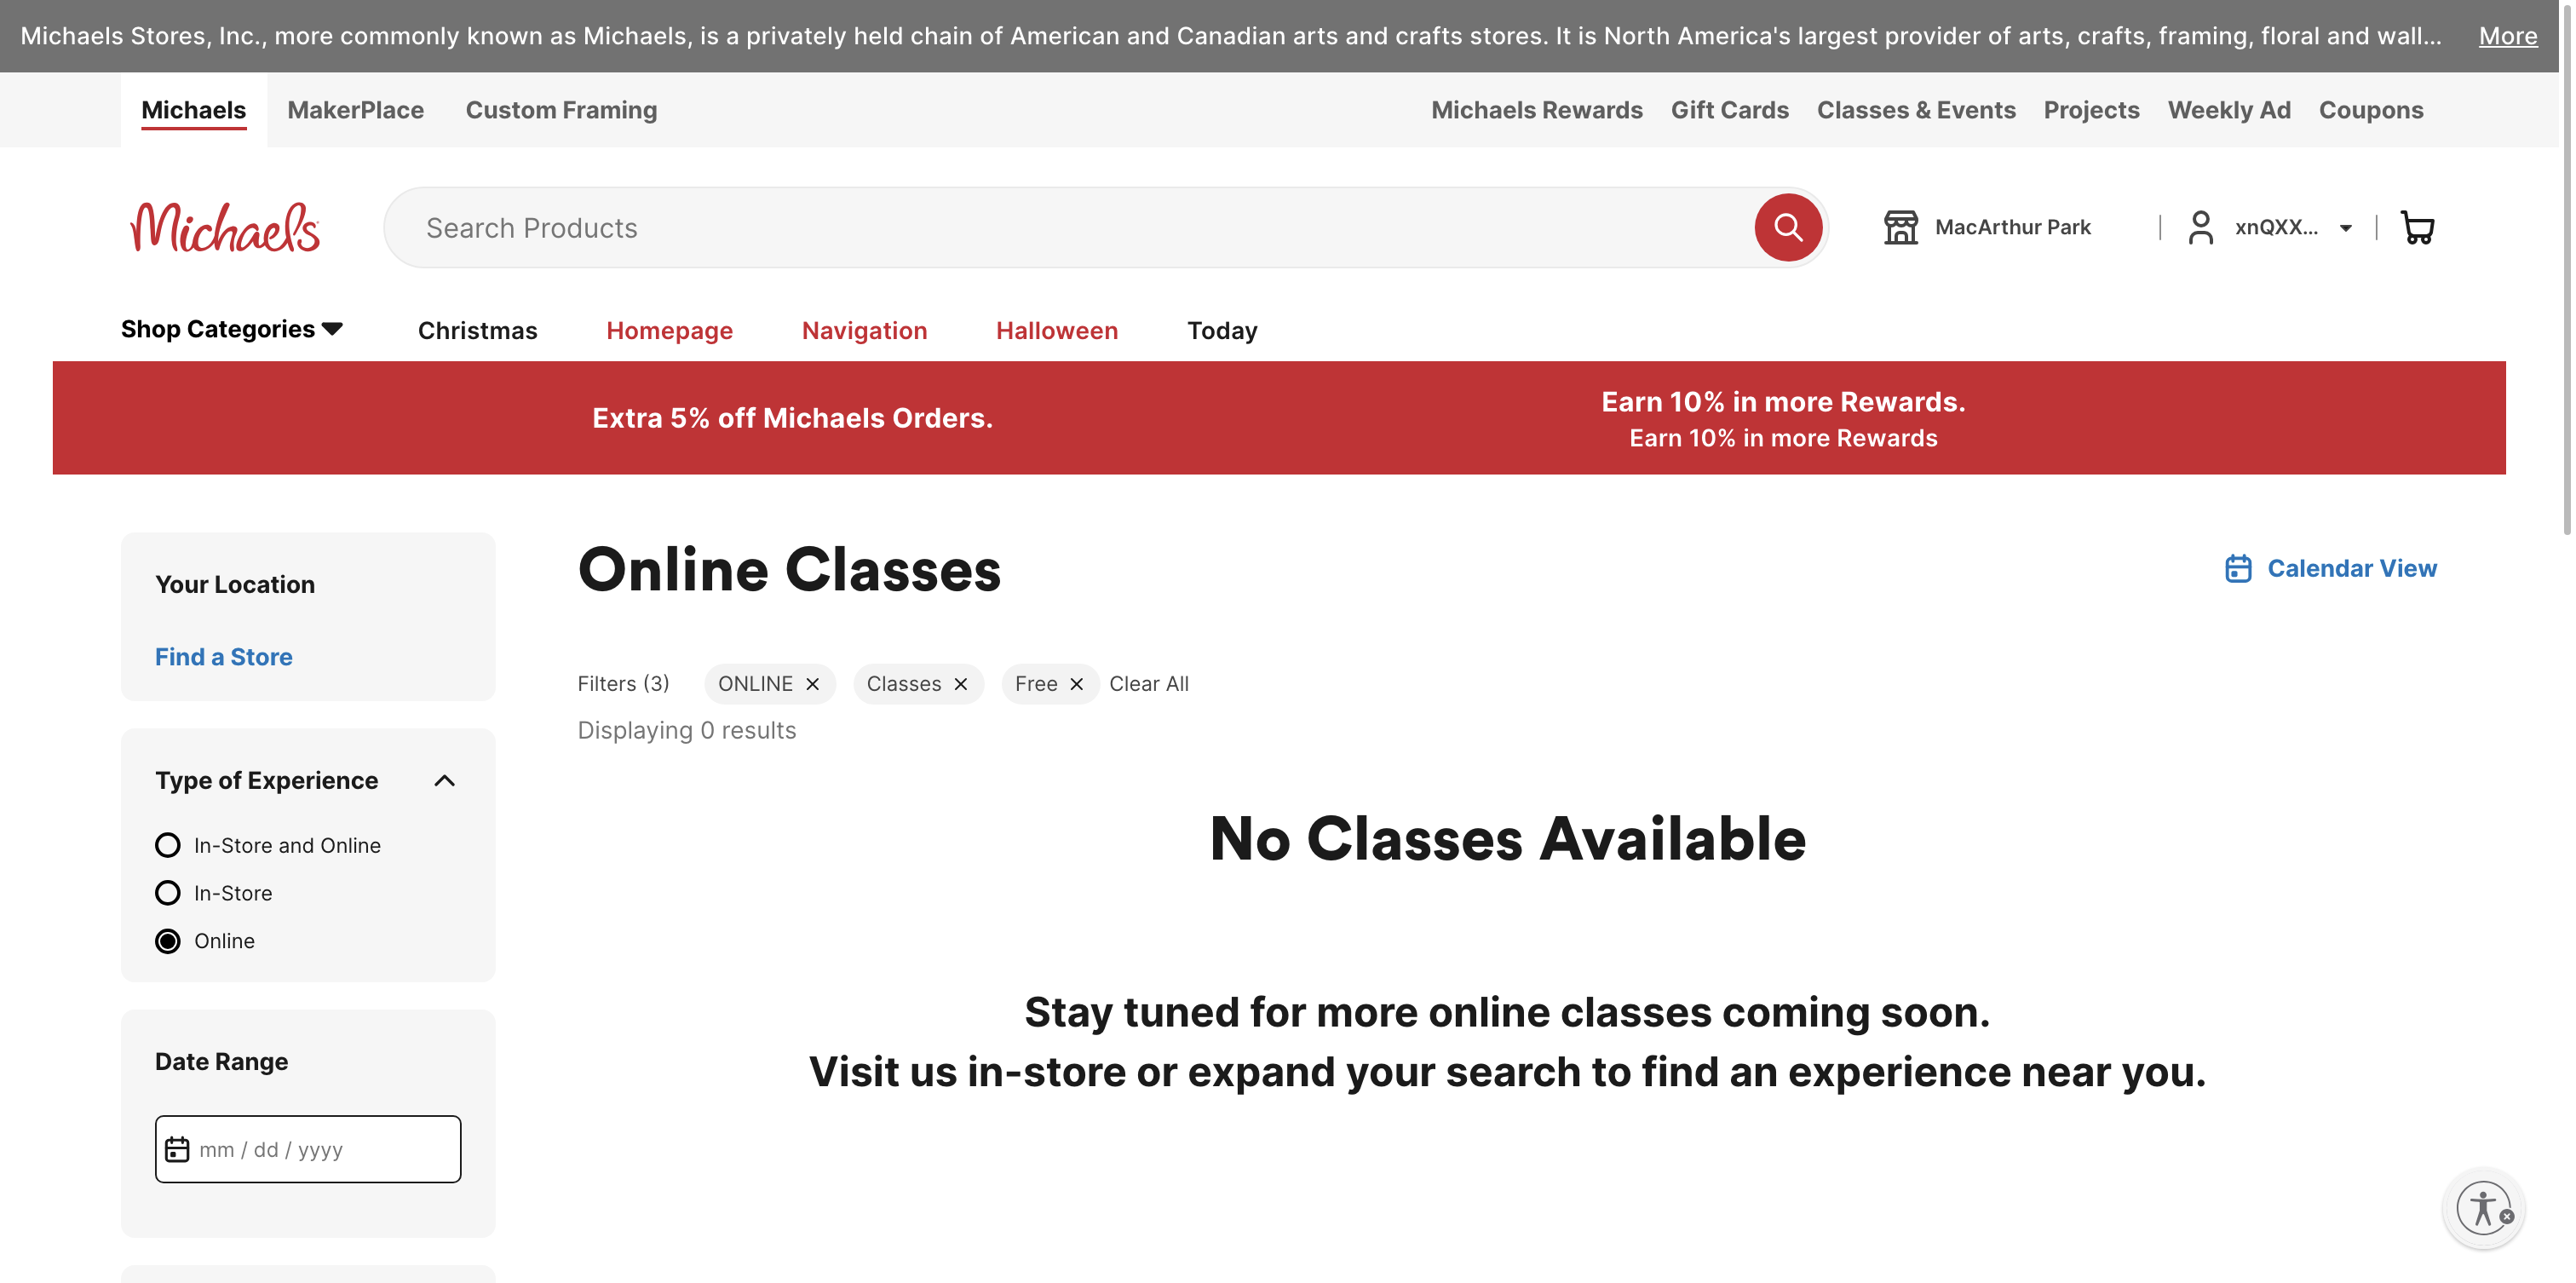 Michaels Stores, Inc., more commonly known as Michaels, is a privately held chain of American and Canadian arts and crafts stores. It is North America's largest provider of arts, crafts, framing, floral and wall... More
Michaels MakerPlace Custom Framing Michaels Rewards Gift Cards Classes & Events Projects Weekly Ad Coupons
Michaels Search Products MacArthur Park xnQXX...
Shop Categories Christmas Homepage Navigation Halloween Today
Extra 5% off Michaels Orders.
Earn 10% in more Rewards.
Earn 10% in more Rewards
Your Location
Find a Store
Type of Experience
In-Store and Online
In-Store
Online
Date Range
mm / dd / yyyy
Online Classes
Calendar View
Filters (3) ONLINE Classes Free Clear All
Displaying 0 results
No Classes Available
Stay tuned for more online classes coming soon.
Visit us in-store or expand your search to find an experience near you.